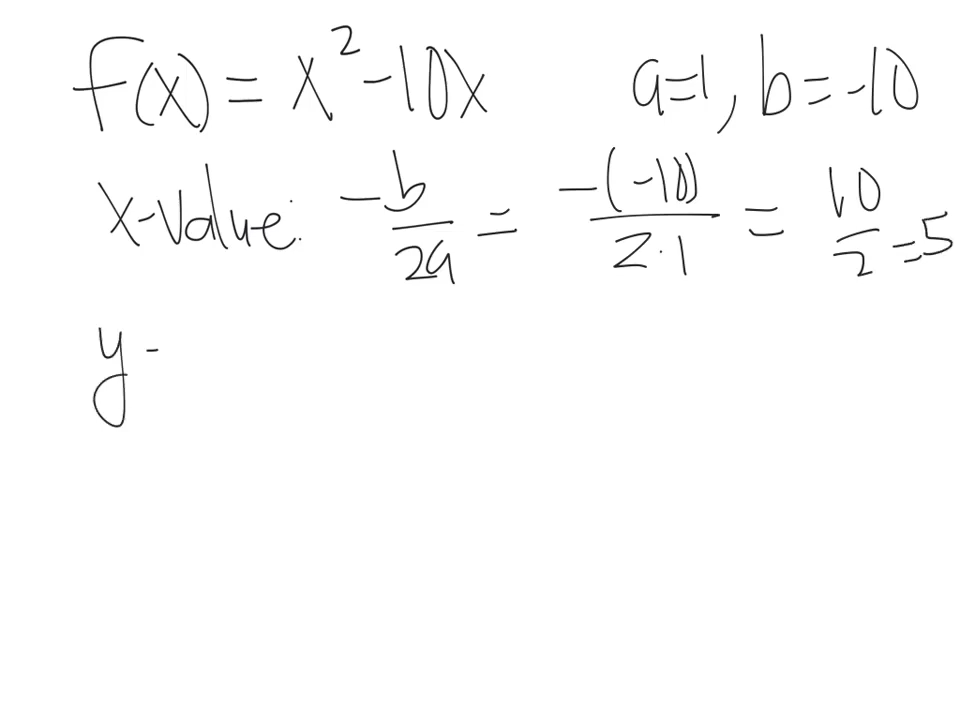 f(x) = x² - 10x   a=1, b=-10
x-value: -b/2a = -(-10)/2·1 = 10/2 = 5
y -